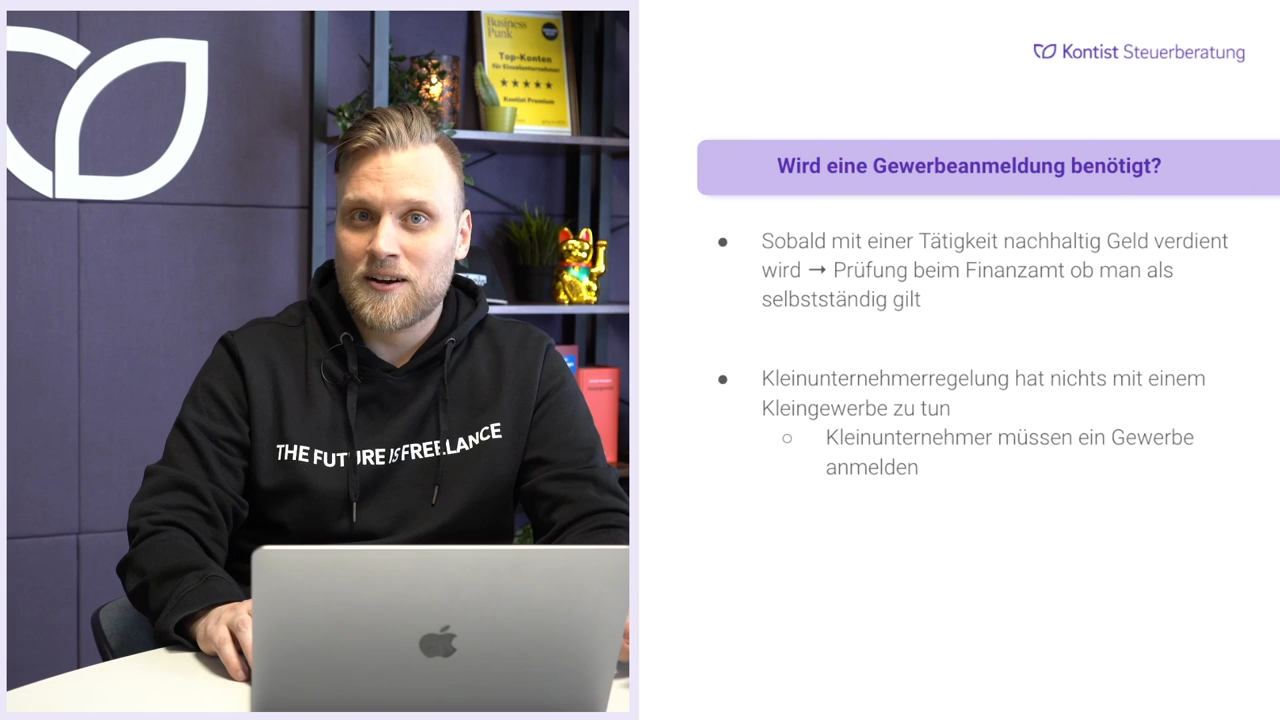 Business
Punk
Top-Konten
für Einzelunternehmer
★★★★★
Kontist Premium
THE FUTURE IS FREELANCE
Kontist Steuerberatung
Wird eine Gewerbeanmeldung benötigt?
● Sobald mit einer Tätigkeit nachhaltig Geld verdient
wird → Prüfung beim Finanzamt ob man als
selbstständig gilt
● Kleinunternehmerregelung hat nichts mit einem
Kleingewerbe zu tun
○ Kleinunternehmer müssen ein Gewerbe
anmelden